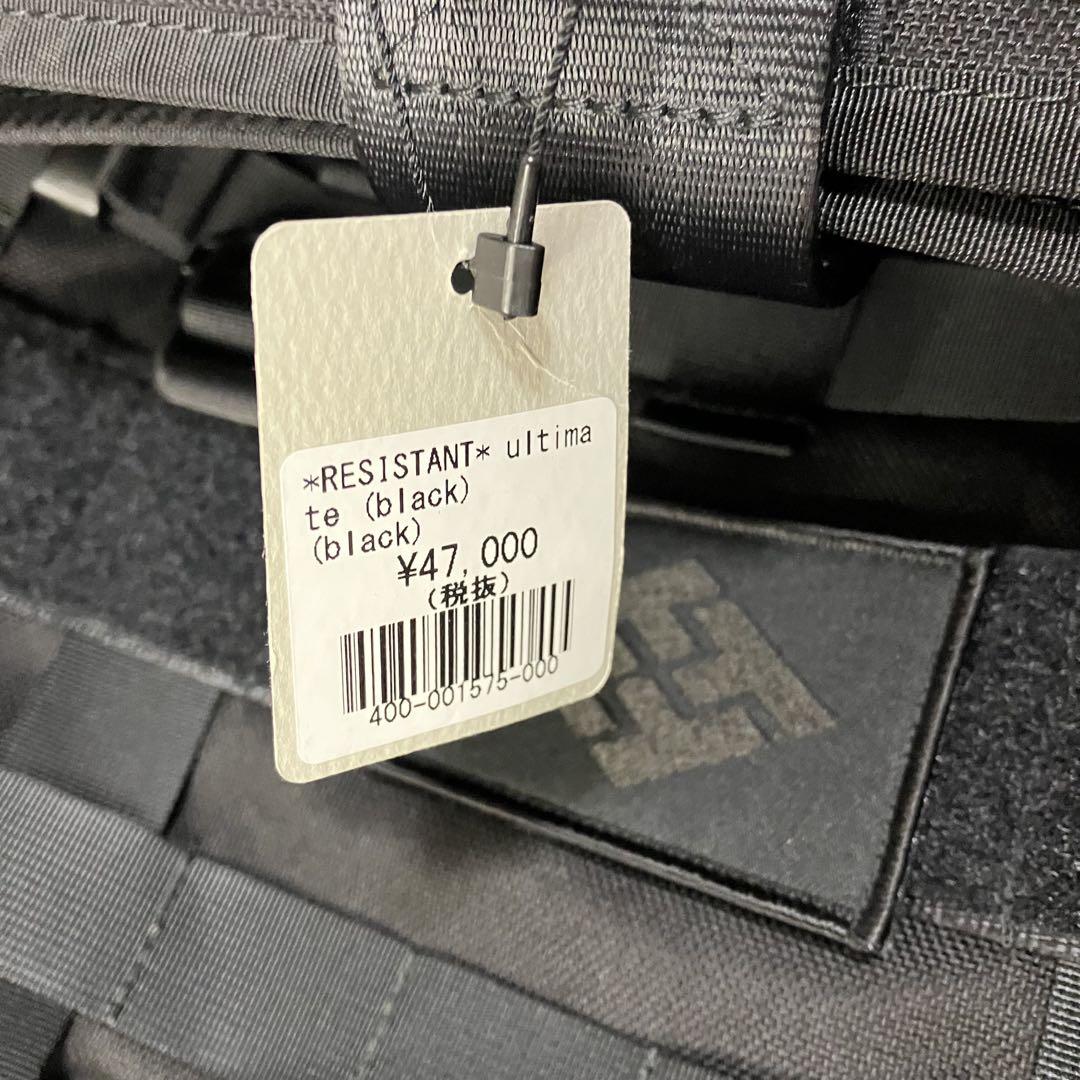 *RESISTANT* ultima
te (black)
(black)
¥47,000
(税抜)
400-001575-000